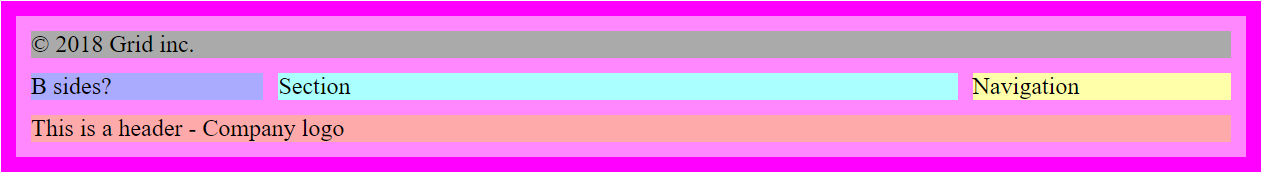 © 2018 Grid inc.
B sides? Section Navigation
This is a header - Company logo